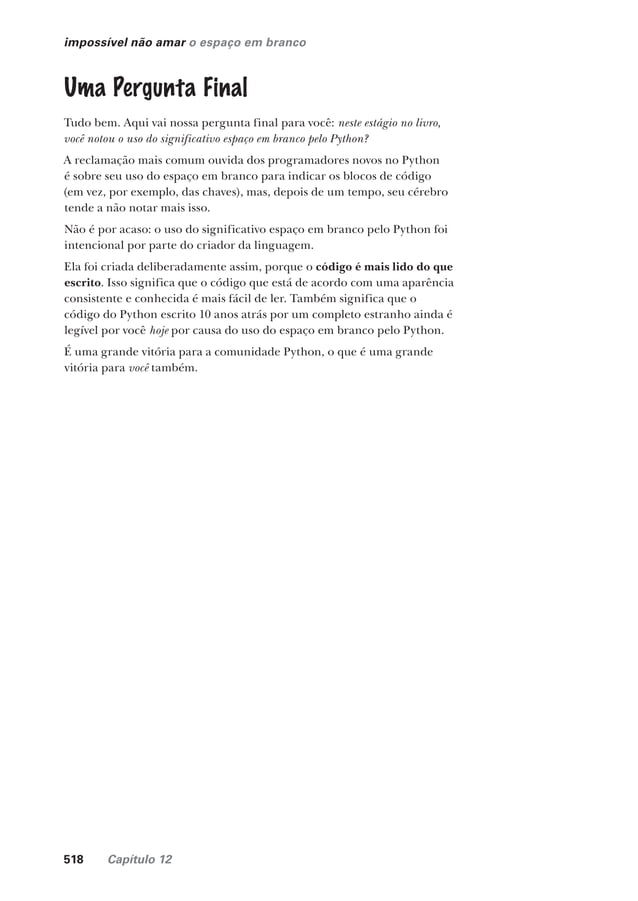 impossível não amar o espaço em branco
Uma Pergunta Final
Tudo bem. Aqui vai nossa pergunta final para você: neste estágio no livro,
você notou o uso do significativo espaço em branco pelo Python?
A reclamação mais comum ouvida dos programadores novos no Python
é sobre seu uso do espaço em branco para indicar os blocos de código
(em vez, por exemplo, das chaves), mas, depois de um tempo, seu cérebro
tende a não notar mais isso.
Não é por acaso: o uso do significativo espaço em branco pelo Python foi
intencional por parte do criador da linguagem.
Ela foi criada deliberadamente assim, porque o código é mais lido do que
escrito. Isso significa que o código que está de acordo com uma aparência
consistente e conhecida é mais fácil de ler. Também significa que o
código do Python escrito 10 anos atrás por um completo estranho ainda é
legível por você hoje por causa do uso do espaço em branco pelo Python.
É uma grande vitória para a comunidade Python, o que é uma grande
vitória para você também.
518 Capítulo 12